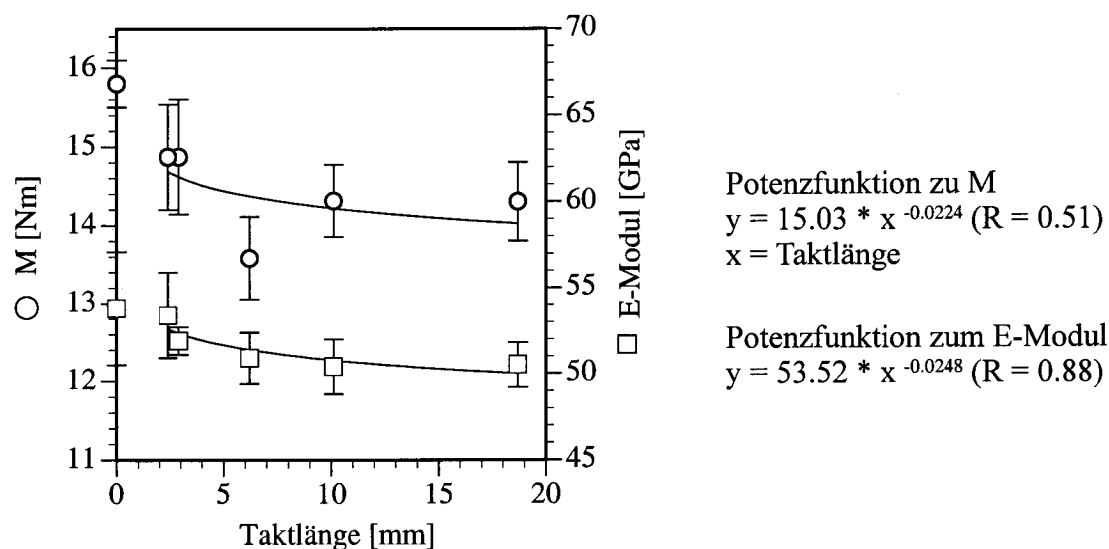 16
15
14
13
12
11
M [Nm]
70
65
60
55
50
45
E-Modul [GPa]
0 5 10 15 20
Taktlänge [mm]
Potenzfunktion zu M
y = 15.03 * x -0.0224 (R = 0.51)
x = Taktlänge
Potenzfunktion zum E-Modul
y = 53.52 * x -0.0248 (R = 0.88)